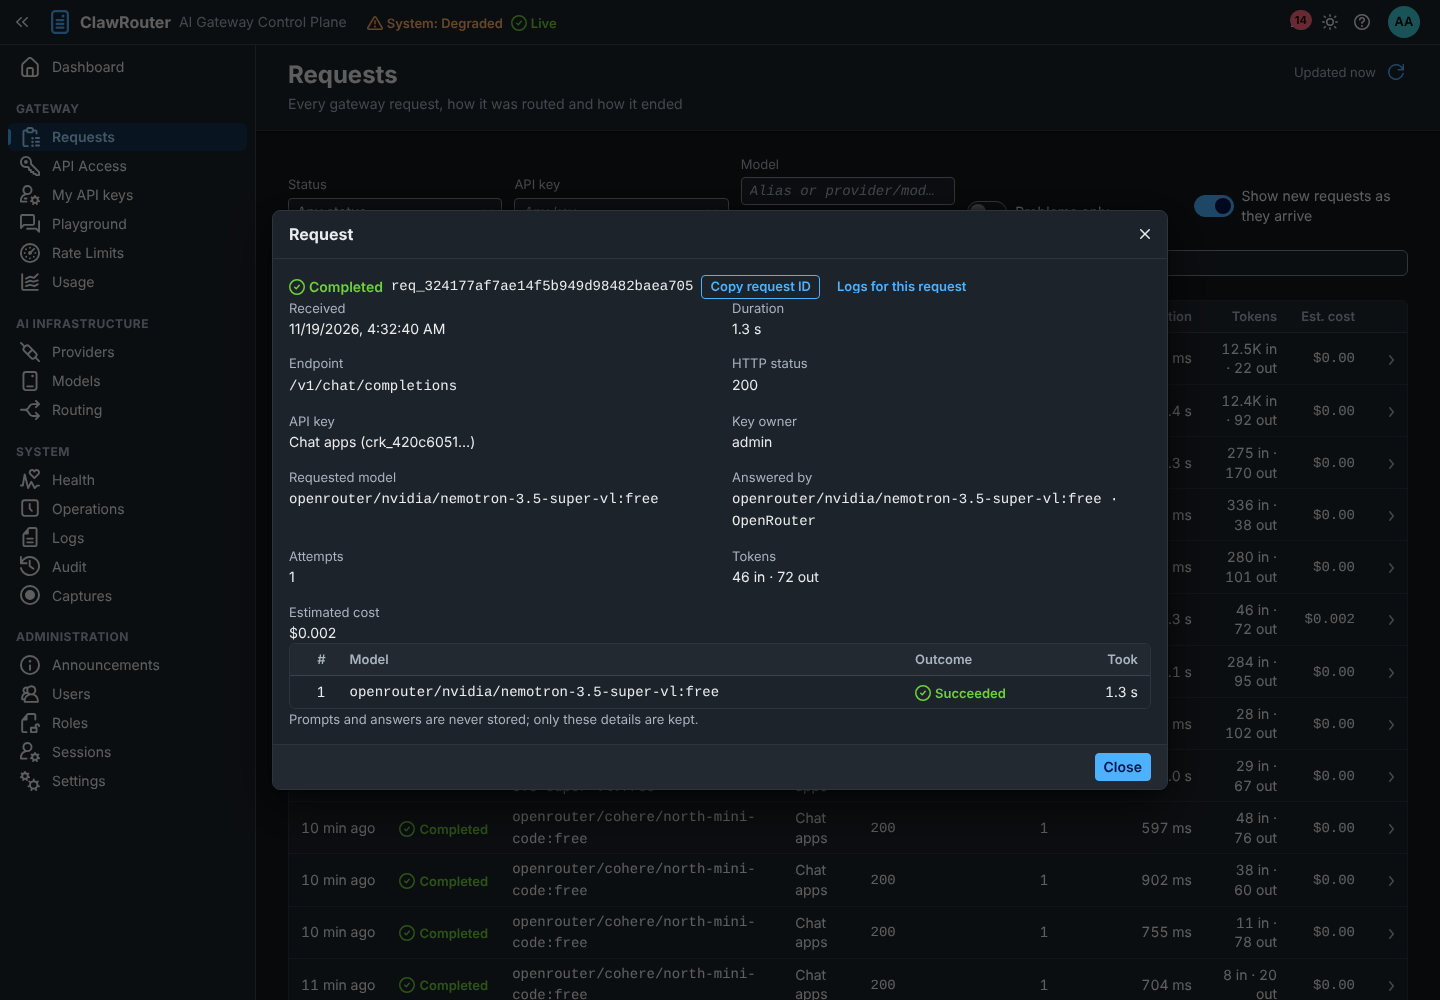 ClawRouter AI Gateway Control Plane System: Degraded Live 14 AA
Dashboard
GATEWAY
Requests
API Access
My API keys
Playground
Rate Limits
Usage
AI INFRASTRUCTURE
Providers
Models
Routing
SYSTEM
Health
Operations
Logs
Audit
Captures
ADMINISTRATION
Announcements
Users
Roles
Sessions
Settings
Requests
Updated now
Every gateway request, how it was routed and how it ended
Status
API key
Model
Alias or provider/mod…
Show new requests as
they arrive
Request
Completed req_324177af7ae14f5b949d98482baea705 Copy request ID Logs for this request
Received
11/19/2026, 4:32:40 AM
Duration
1.3 s
Endpoint
/v1/chat/completions
HTTP status
200
API key
Chat apps (crk_420c6051…)
Key owner
admin
Requested model
openrouter/nvidia/nemotron-3.5-super-vl:free
Answered by
openrouter/nvidia/nemotron-3.5-super-vl:free ·
OpenRouter
Attempts
1
Tokens
46 in · 72 out
Estimated cost
$0.002
# Model Outcome Took
1 openrouter/nvidia/nemotron-3.5-super-vl:free Succeeded 1.3 s
Prompts and answers are never stored; only these details are kept.
Close
Tokens Est. cost
ms 12.5K in
· 22 out $0.00
.4 s 12.4K in
· 92 out $0.00
.3 s 275 in ·
170 out $0.00
ms 336 in ·
38 out $0.00
ms 280 in ·
101 out $0.00
.3 s 46 in ·
72 out $0.002
.1 s 284 in ·
95 out $0.00
ms 28 in ·
102 out $0.00
.0 s 29 in ·
67 out $0.00
10 min ago Completed openrouter/cohere/north-mini-
code:free Chat
apps 200 1 597 ms 48 in ·
76 out $0.00
10 min ago Completed openrouter/cohere/north-mini-
code:free Chat
apps 200 1 902 ms 38 in ·
60 out $0.00
10 min ago Completed openrouter/cohere/north-mini-
code:free Chat
apps 200 1 755 ms 11 in ·
78 out $0.00
11 min ago Completed openrouter/cohere/north-mini-
code:free Chat
apps 200 1 704 ms 8 in · 20
out $0.00